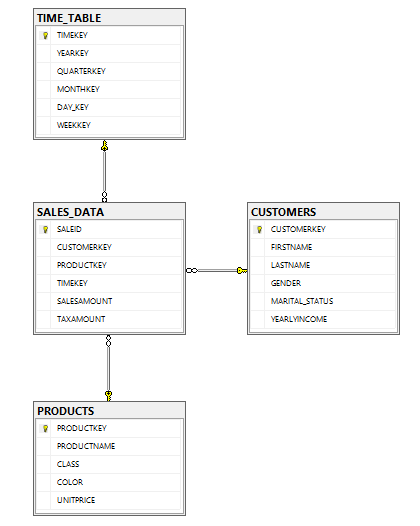 TIME_TABLE
TIMEKEY
YEARKEY
QUARTERKEY
MONTHKEY
DAY_KEY
WEEKKEY
SALES_DATA
SALEID
CUSTOMERKEY
PRODUCTKEY
TIMEKEY
SALESAMOUNT
TAXAMOUNT
CUSTOMERS
CUSTOMERKEY
FIRSTNAME
LASTNAME
GENDER
MARITAL_STATUS
YEARLYINCOME
PRODUCTS
PRODUCTKEY
PRODUCTNAME
CLASS
COLOR
UNITPRICE